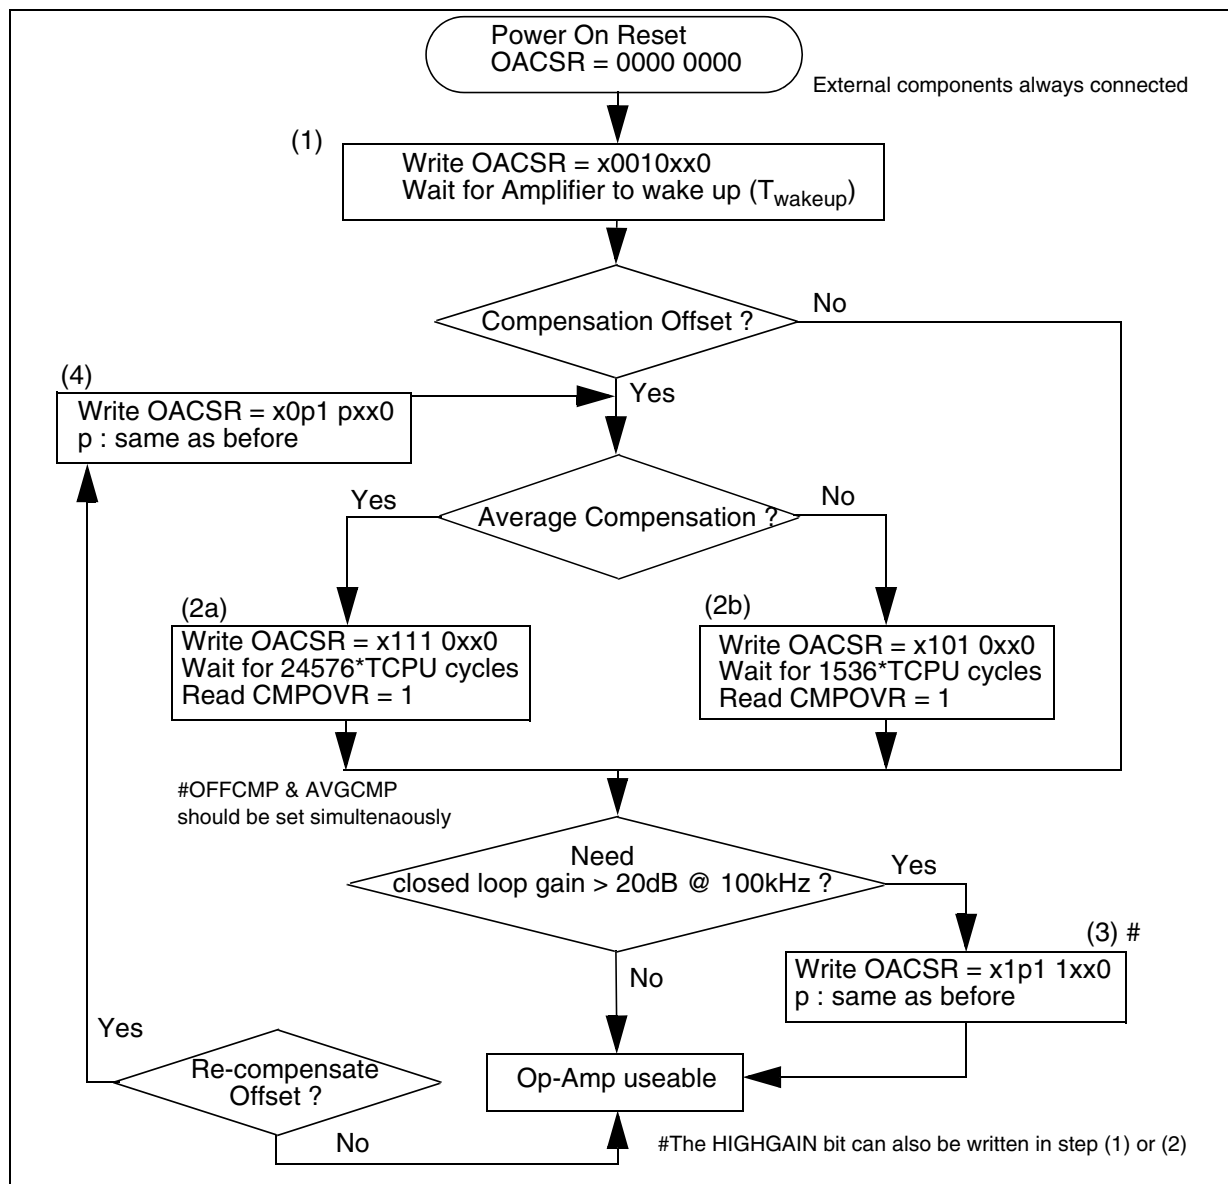 Power On Reset
OACSR = 0000 0000
External components always connected
(1)
Write OACSR = x0010xx0
Wait for Amplifier to wake up (Twakeup)
Compensation Offset ?
No
Yes
(4)
Write OACSR = x0p1 pxx0
p : same as before
Average Compensation ?
Yes
No
(2a)
Write OACSR = x111 0xx0
Wait for 24576*TCPU cycles
Read CMPOVR = 1
(2b)
Write OACSR = x101 0xx0
Wait for 1536*TCPU cycles
Read CMPOVR = 1
#OFFCMP & AVGCMP
should be set simultenaously
Need
closed loop gain > 20dB @ 100kHz ?
Yes
No
(3) #
Write OACSR = x1p1 1xx0
p : same as before
Yes
Re-compensate
Offset ?
No
Op-Amp useable
#The HIGHGAIN bit can also be written in step (1) or (2)